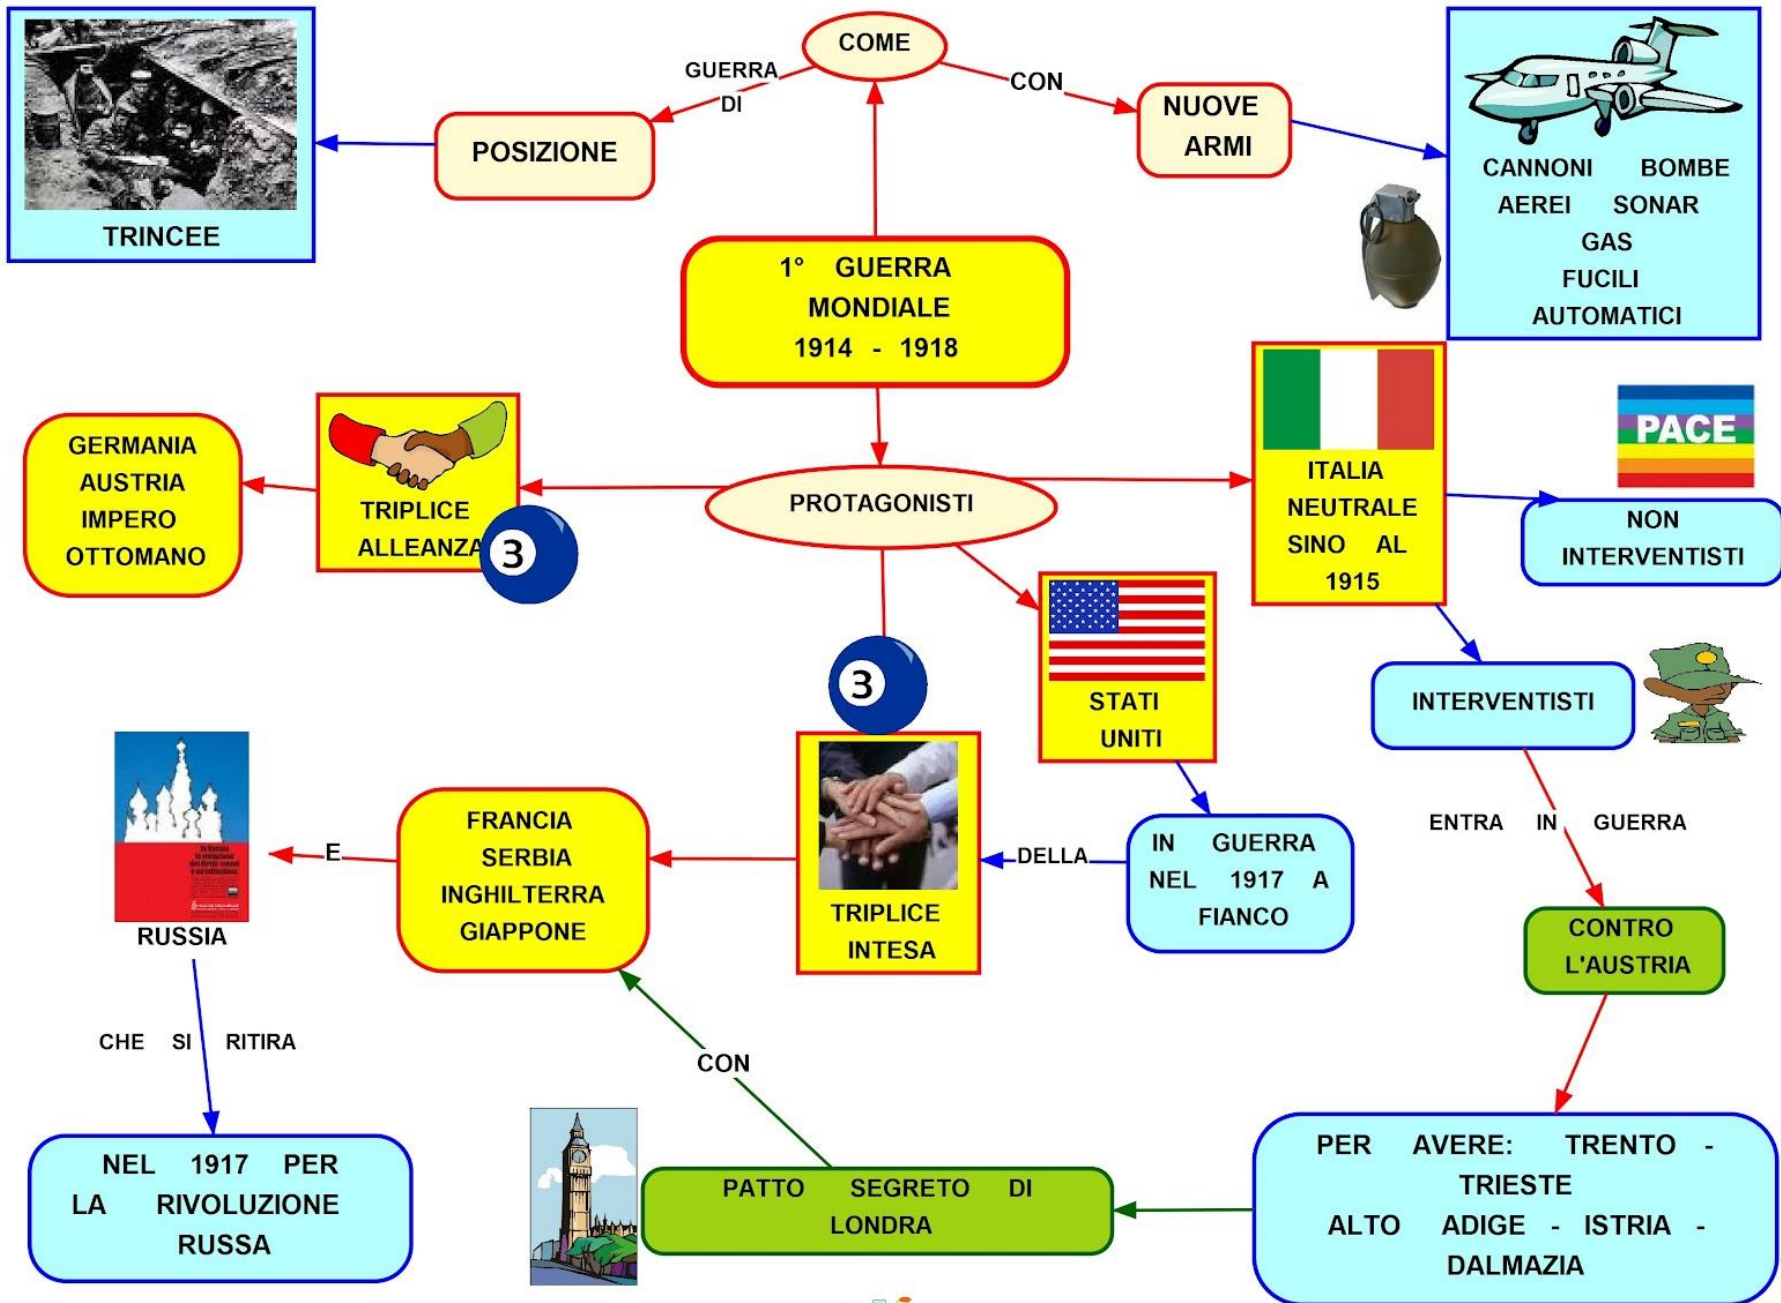 COME
GUERRA
DI
CON
POSIZIONE
NUOVE
ARMI
TRINCEE
CANNONI BOMBE
AEREI SONAR
GAS
FUCILI
AUTOMATICI
1° GUERRA
MONDIALE
1914 - 1918
GERMANIA
AUSTRIA
IMPERO
OTTOMANO
TRIPLICE
ALLEANZA
3
PROTAGONISTI
ITALIA
NEUTRALE
SINO AL
1915
PACE
NON
INTERVENTISTI
3
STATI
UNITI
INTERVENTISTI
RUSSIA
E
FRANCIA
SERBIA
INGHILTERRA
GIAPPONE
TRIPLICE
INTESA
DELLA
IN GUERRA
NEL 1917 A
FIANCO
ENTRA IN GUERRA
CONTRO
L'AUSTRIA
CHE SI RITIRA
CON
NEL 1917 PER
LA RIVOLUZIONE
RUSSA
PATTO SEGRETO DI
LONDRA
PER AVERE: TRENTO -
TRIESTE
ALTO ADIGE - ISTRIA -
DALMAZIA